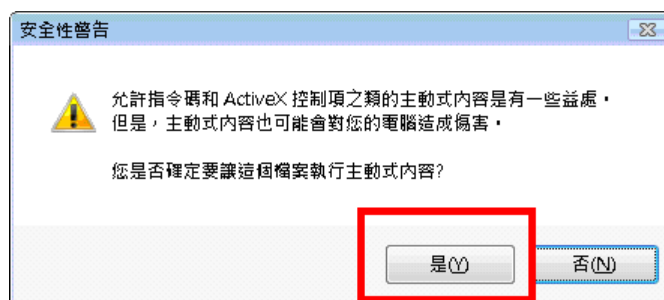 安全性警告
允許指令碼和 ActiveX 控制項之類的主動式內容是有一些益處。
但是，主動式內容也可能會對您的電腦造成傷害。
您是否確定要讓這個檔案執行主動式內容?
是(Y)
否(N)